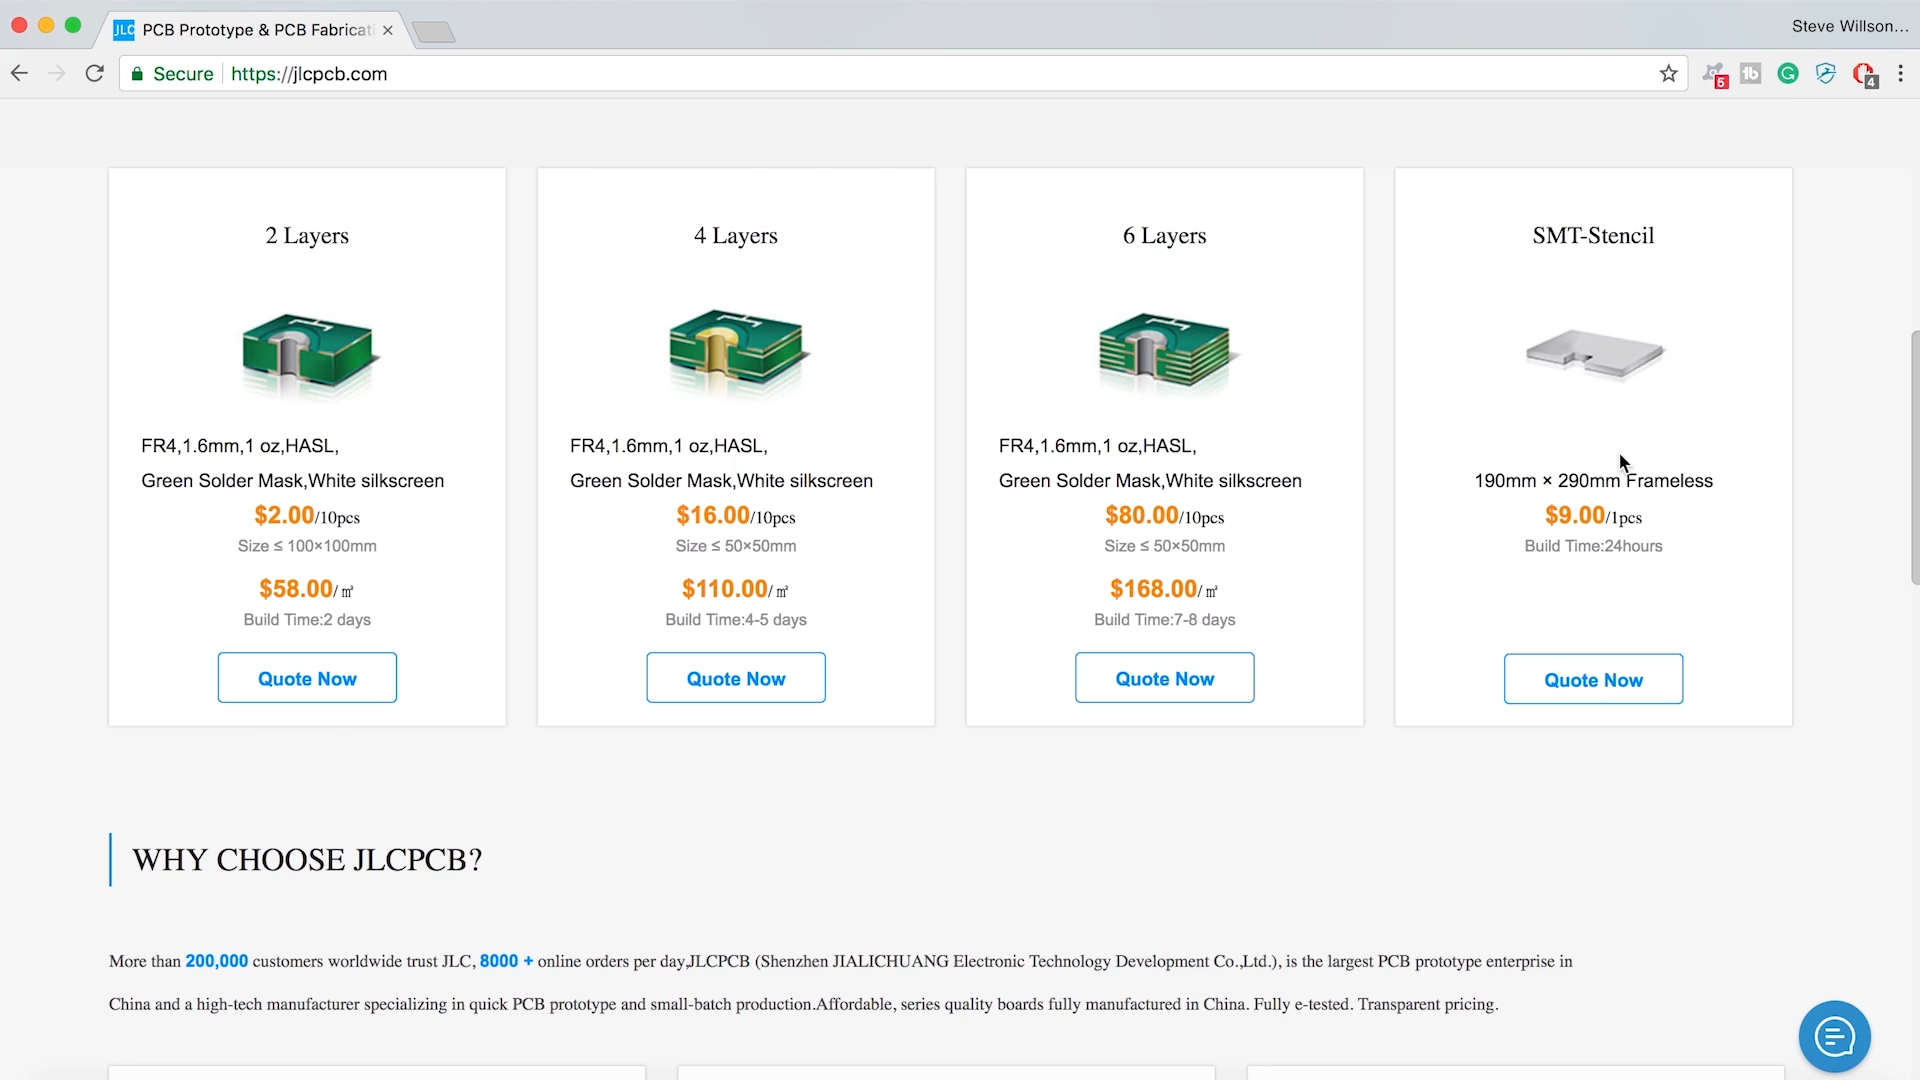 JLC PCB Prototype & PCB Fabricati
Steve Willson...
Secure https://jlcpcb.com
5
tb
G
4
2 Layers
FR4,1.6mm,1 oz,HASL,
Green Solder Mask,White silkscreen
$2.00/10pcs
Size ≤ 100×100mm
$58.00/㎡
Build Time:2 days
Quote Now
4 Layers
FR4,1.6mm,1 oz,HASL,
Green Solder Mask,White silkscreen
$16.00/10pcs
Size ≤ 50×50mm
$110.00/㎡
Build Time:4-5 days
Quote Now
6 Layers
FR4,1.6mm,1 oz,HASL,
Green Solder Mask,White silkscreen
$80.00/10pcs
Size ≤ 50×50mm
$168.00/㎡
Build Time:7-8 days
Quote Now
SMT-Stencil
190mm × 290mm Frameless
$9.00/1pcs
Build Time:24hours
Quote Now
WHY CHOOSE JLCPCB?
More than 200,000 customers worldwide trust JLC, 8000 + online orders per day,JLCPCB (Shenzhen JIALICHUANG Electronic Technology Development Co.,Ltd.), is the largest PCB prototype enterprise in
China and a high-tech manufacturer specializing in quick PCB prototype and small-batch production.Affordable, series quality boards fully manufactured in China. Fully e-tested. Transparent pricing.